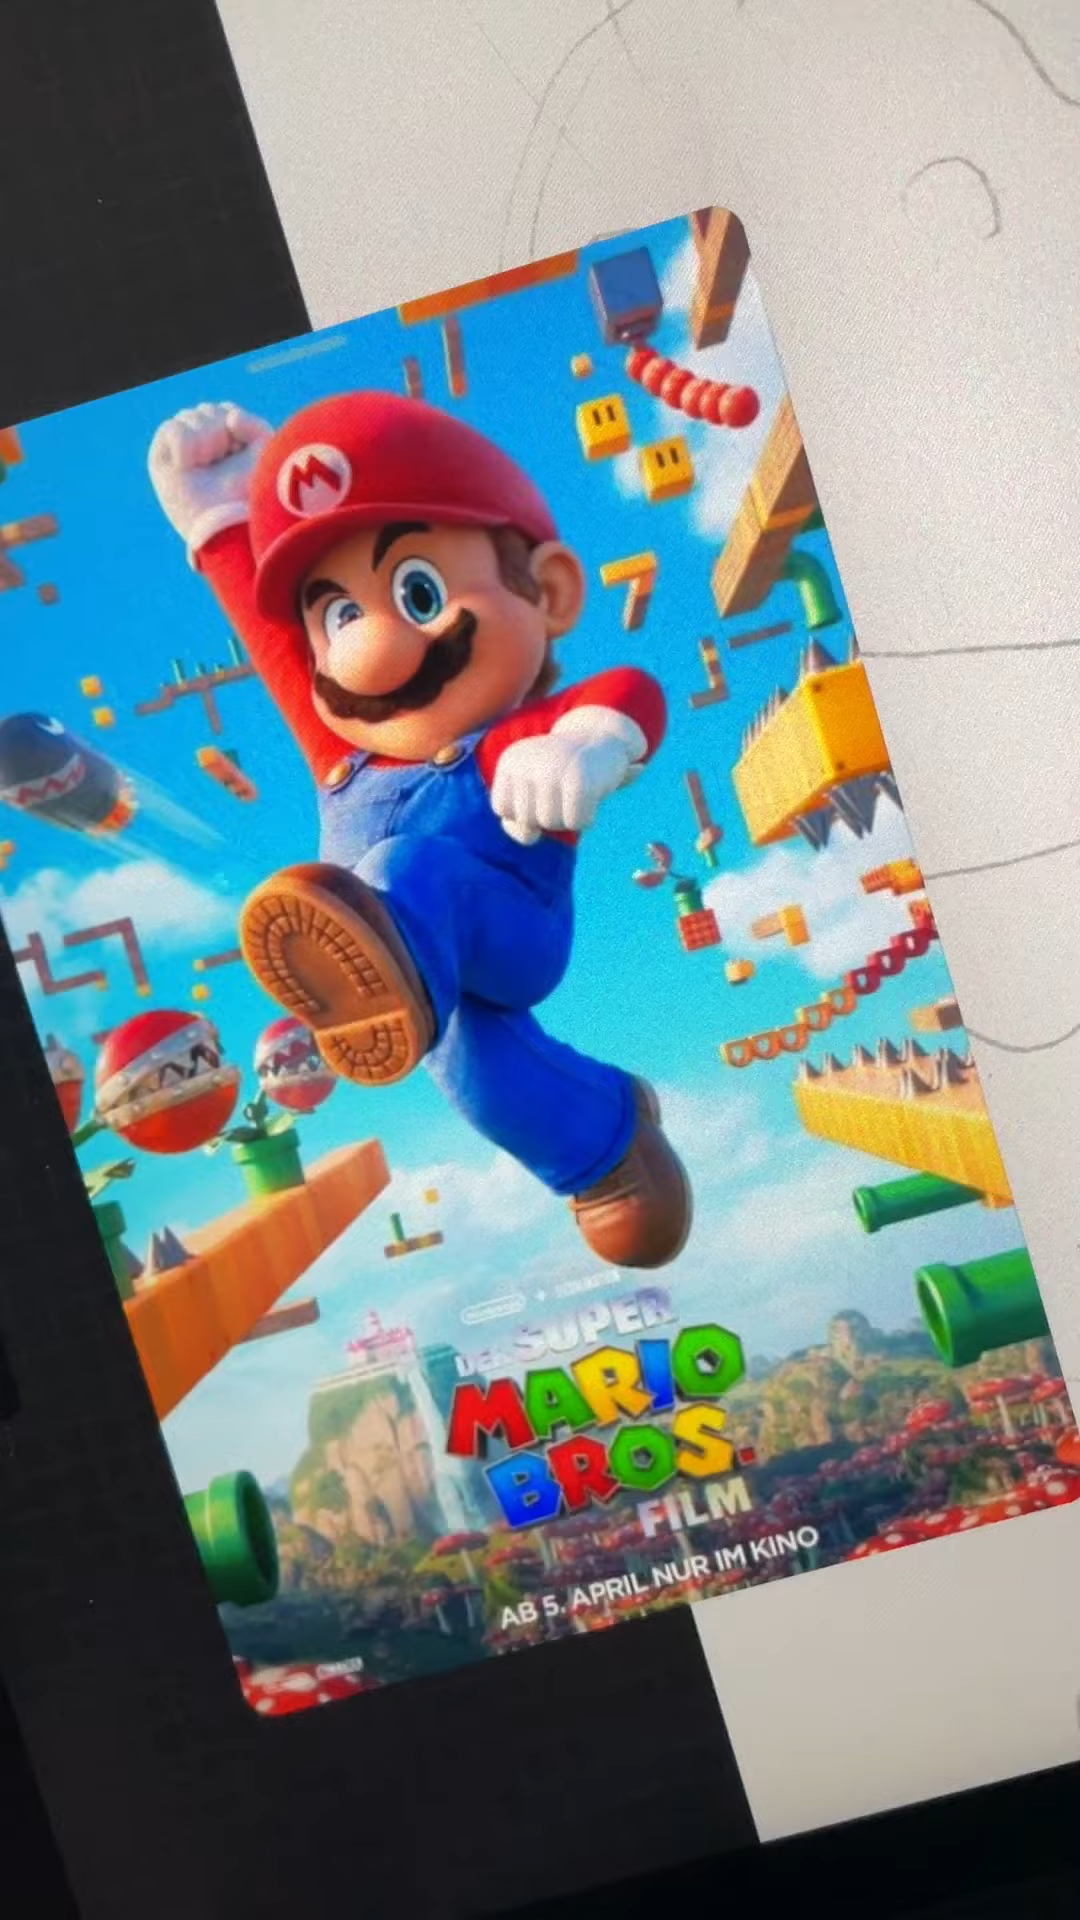 M
DER SUPER
MARIO
BROS.
FILM
AB 5. APRIL NUR IM KINO